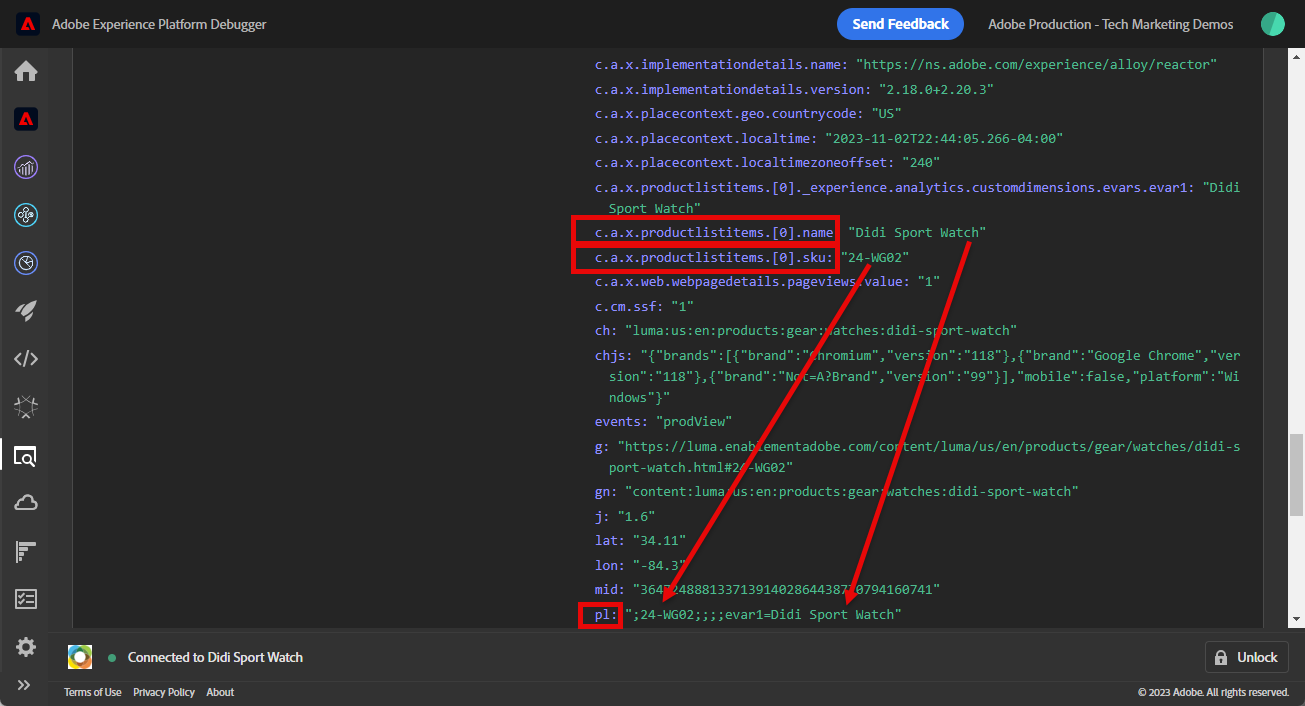 Adobe Experience Platform Debugger
Send Feedback
Adobe Production - Tech Marketing Demos
c.a.x.implementationdetails.name: "https://ns.adobe.com/experience/alloy/reactor"
c.a.x.implementationdetails.version: "2.18.0+2.20.3"
c.a.x.placecontext.geo.countrycode: "US"
c.a.x.placecontext.localtime: "2023-11-02T22:44:05.266-04:00"
c.a.x.placecontext.localtimezoneoffset: "240"
c.a.x.productlistitems.[0]._experience.analytics.customdimensions.evars.evar1: "Didi
Sport Watch"
c.a.x.productlistitems.[0].name "Didi Sport Watch"
c.a.x.productlistitems.[0].sku: "24-WG02"
c.a.x.web.webpagedetails.pageviews.value: "1"
c.cm.ssf: "1"
ch: "luma:us:en:products:gear:watches:didi-sport-watch"
chjs: "{"brands":[{"brand":"Chromium","version":"118"},{"brand":"Google Chrome","ver
sion":"118"},{"brand":"Not=A?Brand","version":"99"}],"mobile":false,"platform":"Wi
ndows"}"
events: "prodView"
g: "https://luma.enablementadobe.com/content/luma/us/en/products/gear/watches/didi-s
port-watch.html#24-WG02"
gn: "content:luma:us:en:products:gear:watches:didi-sport-watch"
j: "1.6"
lat: "34.11"
lon: "-84.3"
mid:
pl: ";24-WG02;;;;evar1=Didi Sport Watch"
Connected to Didi Sport Watch
Unlock
Terms of Use Privacy Policy About
© 2023 Adobe. All rights reserved.